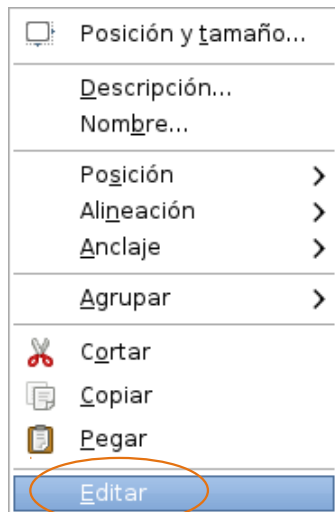 Posición y tamaño...
Descripción...
Nombre...
Posición
Alineación
Anclaje
Agrupar
Cortar
Copiar
Pegar
Editar